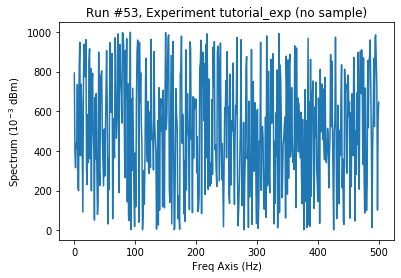 Run #53, Experiment tutorial_exp (no sample)
1000
800
600
400
200
0
Spectrum (10⁻³ dBm)
0 100 200 300 400 500
Freq Axis (Hz)